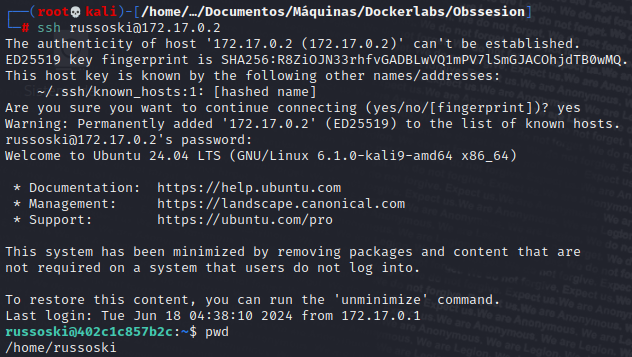 ┌──(root💀kali)-[/home/…/Documentos/Máquinas/Dockerlabs/Obssesion]
└─# ssh russoski@172.17.0.2
The authenticity of host '172.17.0.2 (172.17.0.2)' can't be established.
ED25519 key fingerprint is SHA256:R8ZiOJN33rhfvGADBLwVQ1mPV7lSmGJACOhjdTB0wMQ.
This host key is known by the following other names/addresses:
    ~/.ssh/known_hosts:1: [hashed name]
Are you sure you want to continue connecting (yes/no/[fingerprint])? yes
Warning: Permanently added '172.17.0.2' (ED25519) to the list of known hosts.
russoski@172.17.0.2's password:
Welcome to Ubuntu 24.04 LTS (GNU/Linux 6.1.0-kali9-amd64 x86_64)

 * Documentation:  https://help.ubuntu.com
 * Management:     https://landscape.canonical.com
 * Support:        https://ubuntu.com/pro

This system has been minimized by removing packages and content that are
not required on a system that users do not log into.

To restore this content, you can run the 'unminimize' command.
Last login: Tue Jun 18 04:38:10 2024 from 172.17.0.1
russoski@402c1c857b2c:~$ pwd
/home/russoski